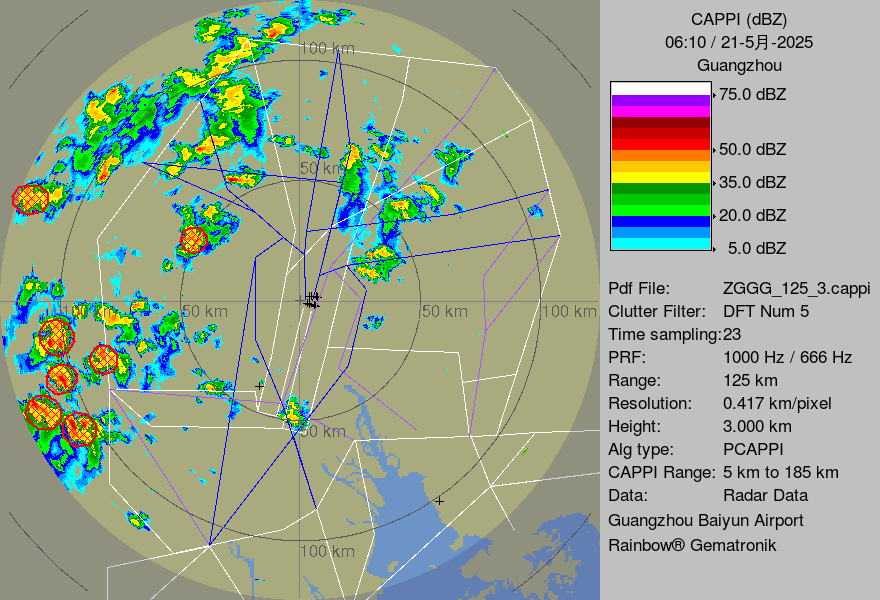 100 km
50 km
100 km
50 km
50 km
100 km
50 km
100 km
CAPPI (dBZ)
06:10 / 21-5月-2025
Guangzhou
75.0 dBZ
50.0 dBZ
35.0 dBZ
20.0 dBZ
5.0 dBZ
Pdf File: ZGGG_125_3.cappi
Clutter Filter: DFT Num 5
Time sampling:23
PRF: 1000 Hz / 666 Hz
Range: 125 km
Resolution: 0.417 km/pixel
Height: 3.000 km
Alg type: PCAPPI
CAPPI Range: 5 km to 185 km
Data: Radar Data
Guangzhou Baiyun Airport
Rainbow® Gematronik